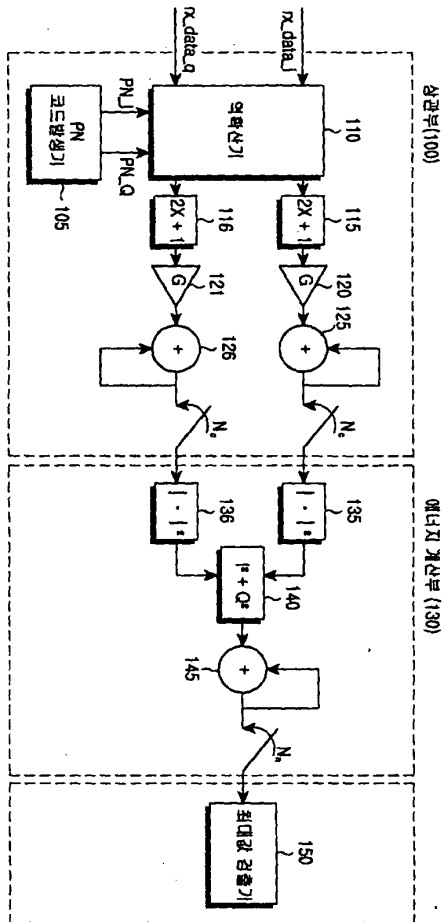 상관부(100)
rx_data_i
rx_data_q
110
역확산기
PN_I
PN_Q
PN
코드발생기
105
2X + 1
115
2X + 1
116
G
120
G
121
+
125
+
126
Nc
Nc
에너지 계산부(130)
| · |²
135
| · |²
136
I² + Q²
140
+
145
Nn
150
최대값 검출기